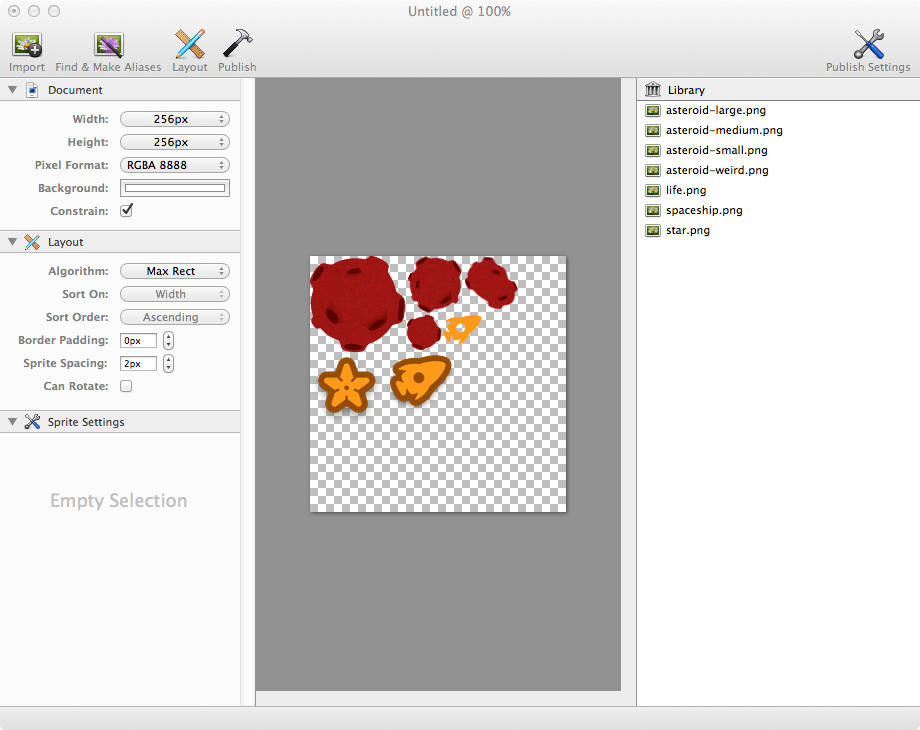 Untitled @ 100%
Import Find & Make Aliases Layout Publish Publish Settings
Document
Width: 256px
Height: 256px
Pixel Format: RGBA 8888
Background:
Constrain:
Layout
Algorithm: Max Rect
Sort On: Width
Sort Order: Ascending
Border Padding: 0px
Sprite Spacing: 2px
Can Rotate:
Sprite Settings
Empty Selection
Library
asteroid-large.png
asteroid-medium.png
asteroid-small.png
asteroid-weird.png
life.png
spaceship.png
star.png